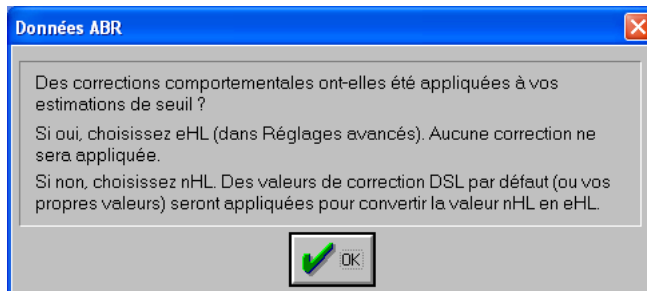 Données ABR
Des corrections comportementales ont-elles été appliquées à vos
estimations de seuil ?
Si oui, choisissez eHL (dans Réglages avancés). Aucune correction ne
sera appliquée.
Si non, choisissez nHL. Des valeurs de correction DSL par défaut (ou vos
propres valeurs) seront appliquées pour convertir la valeur nHL en eHL.
OK